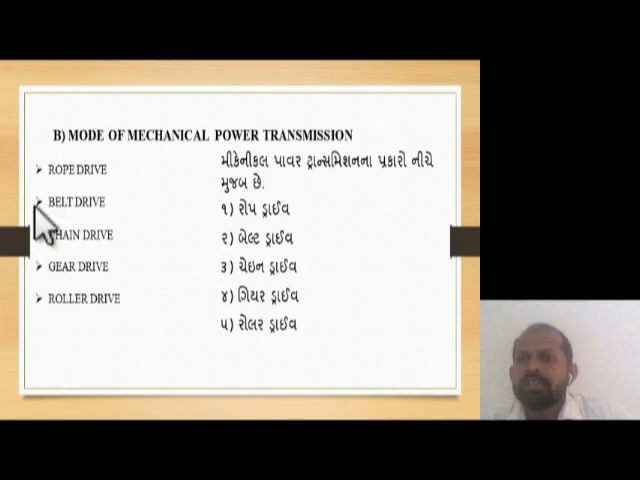 B) MODE OF MECHANICAL POWER TRANSMISSION
ROPE DRIVE
BELT DRIVE
CHAIN DRIVE
GEAR DRIVE
ROLLER DRIVE
મીકેનીકલ પાવર ટ્રાન્સમિશનના પ્રકારો નીચે
મુજબ છે.
૧) રોપ ડ્રાઈવ
૨) બેલ્ટ ડ્રાઈવ
૩) ચેઇન ડ્રાઈવ
૪) ગિયર ડ્રાઈવ
૫) રોલર ડ્રાઈવ